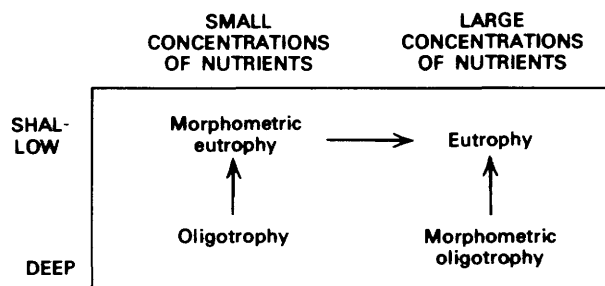 SMALL
CONCENTRATIONS
OF NUTRIENTS
LARGE
CONCENTRATIONS
OF NUTRIENTS
SHAL-
LOW
Morphometric
eutrophy
Eutrophy
Oligotrophy
Morphometric
oligotrophy
DEEP